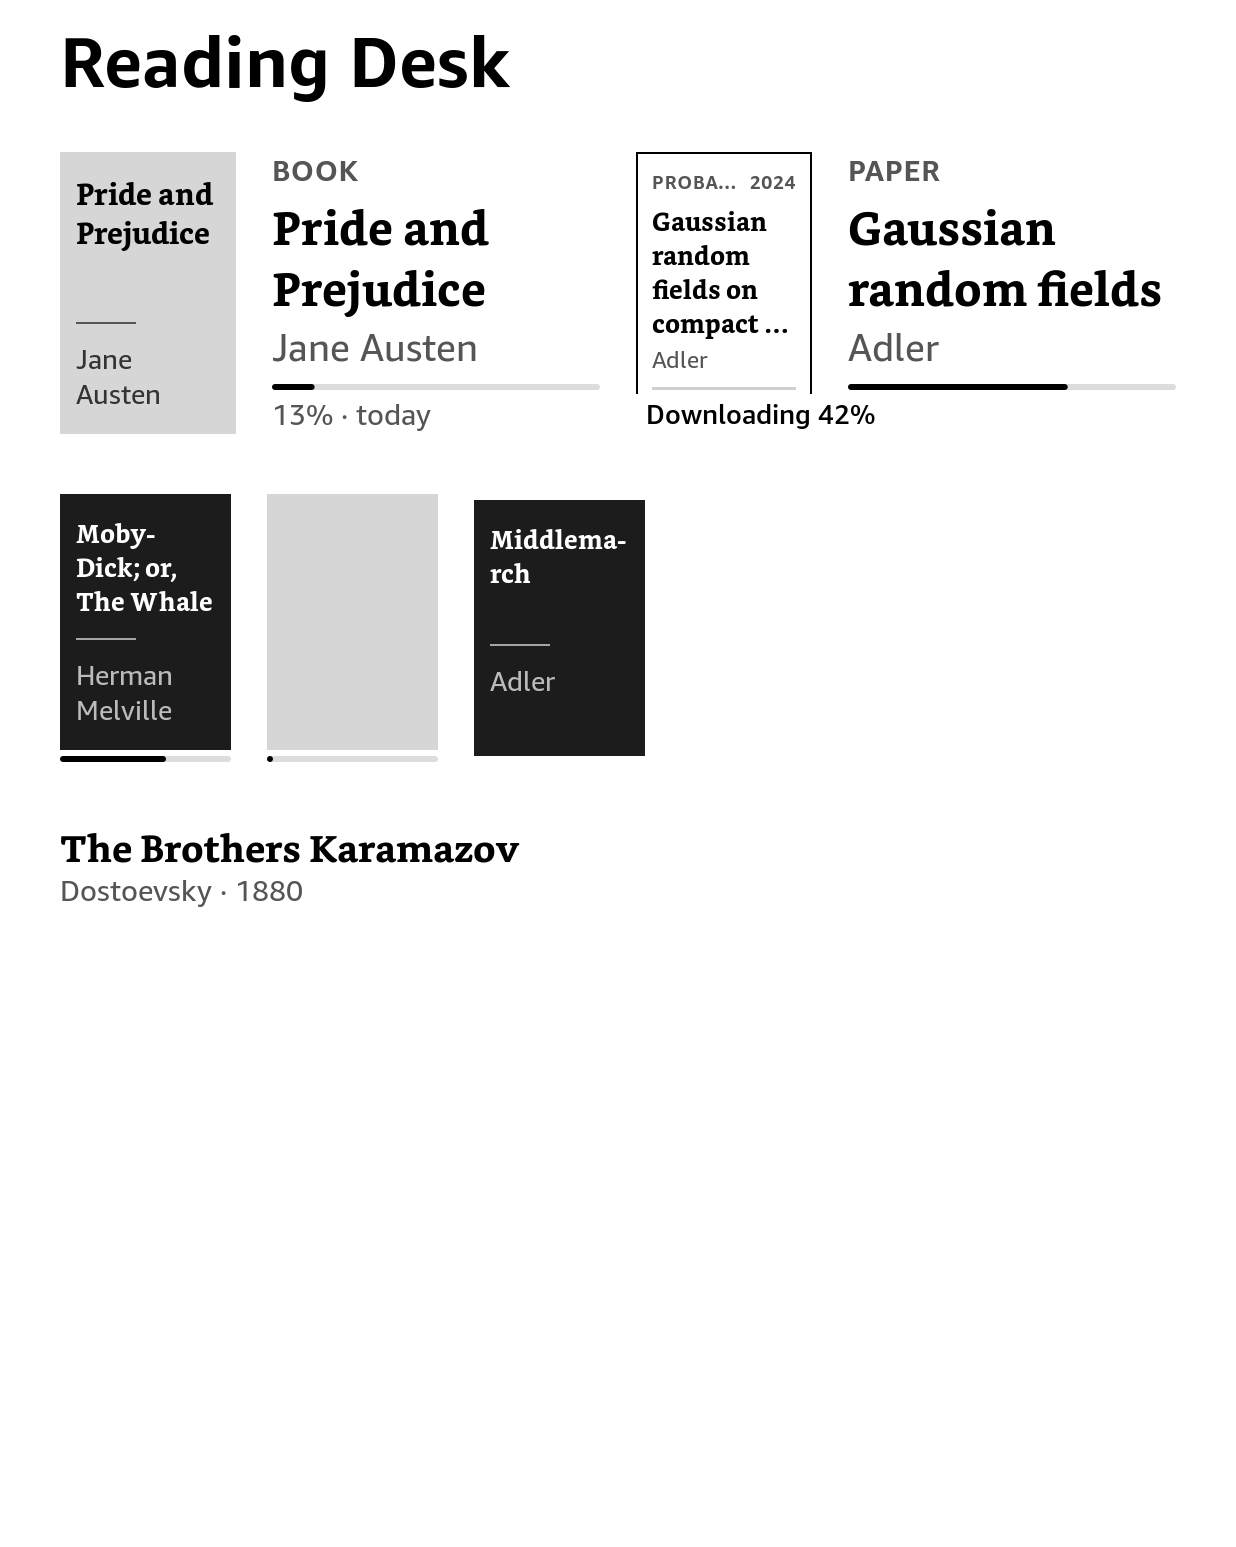 Reading Desk
Pride and
Prejudice
Jane
Austen
BOOK
Pride and
Prejudice
Jane Austen
13% · today
PROBA... 2024
Gaussian
random
fields on
compact ...
Adler
Downloading 42%
PAPER
Gaussian
random fields
Adler
Moby-
Dick; or,
The Whale
Herman
Melville
Middlema-
rch
Adler
The Brothers Karamazov
Dostoevsky · 1880